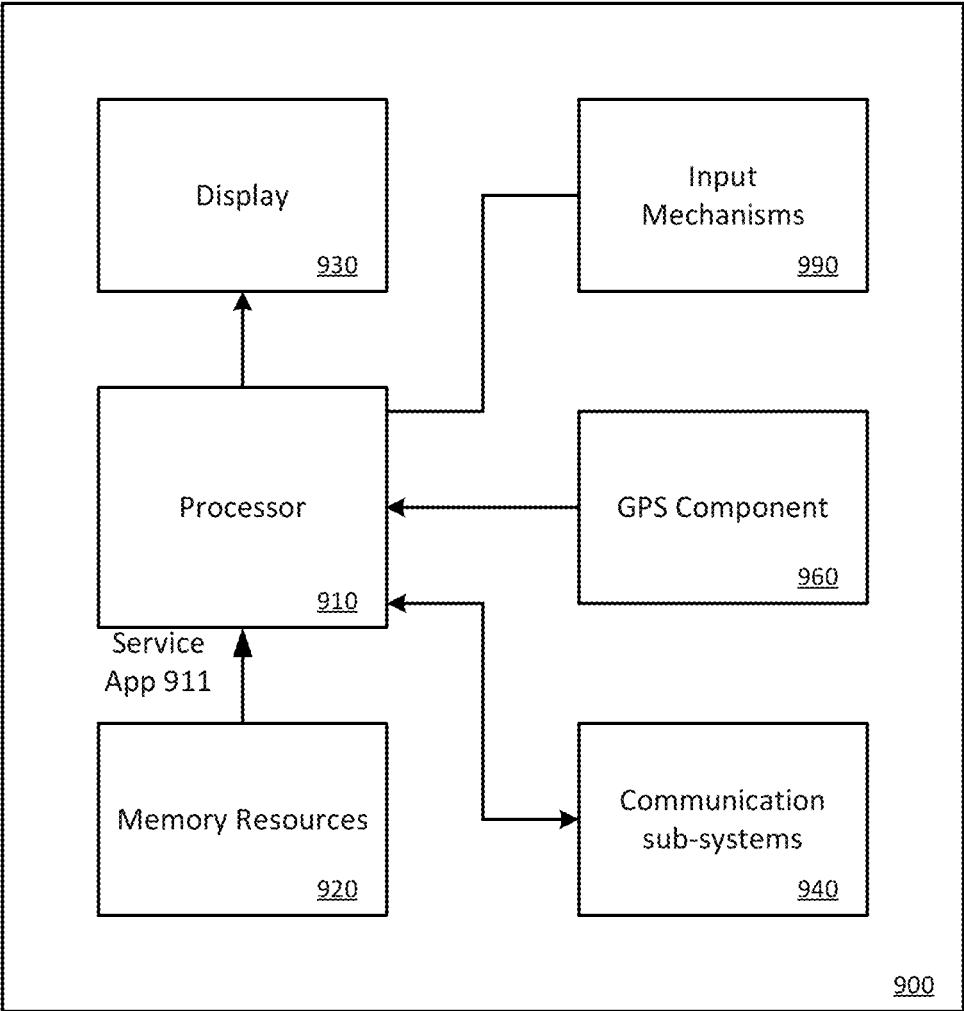 Display
930
Input
Mechanisms
990
Processor
910
GPS Component
960
Service
App 911
Memory Resources
920
Communication
sub-systems
940
900